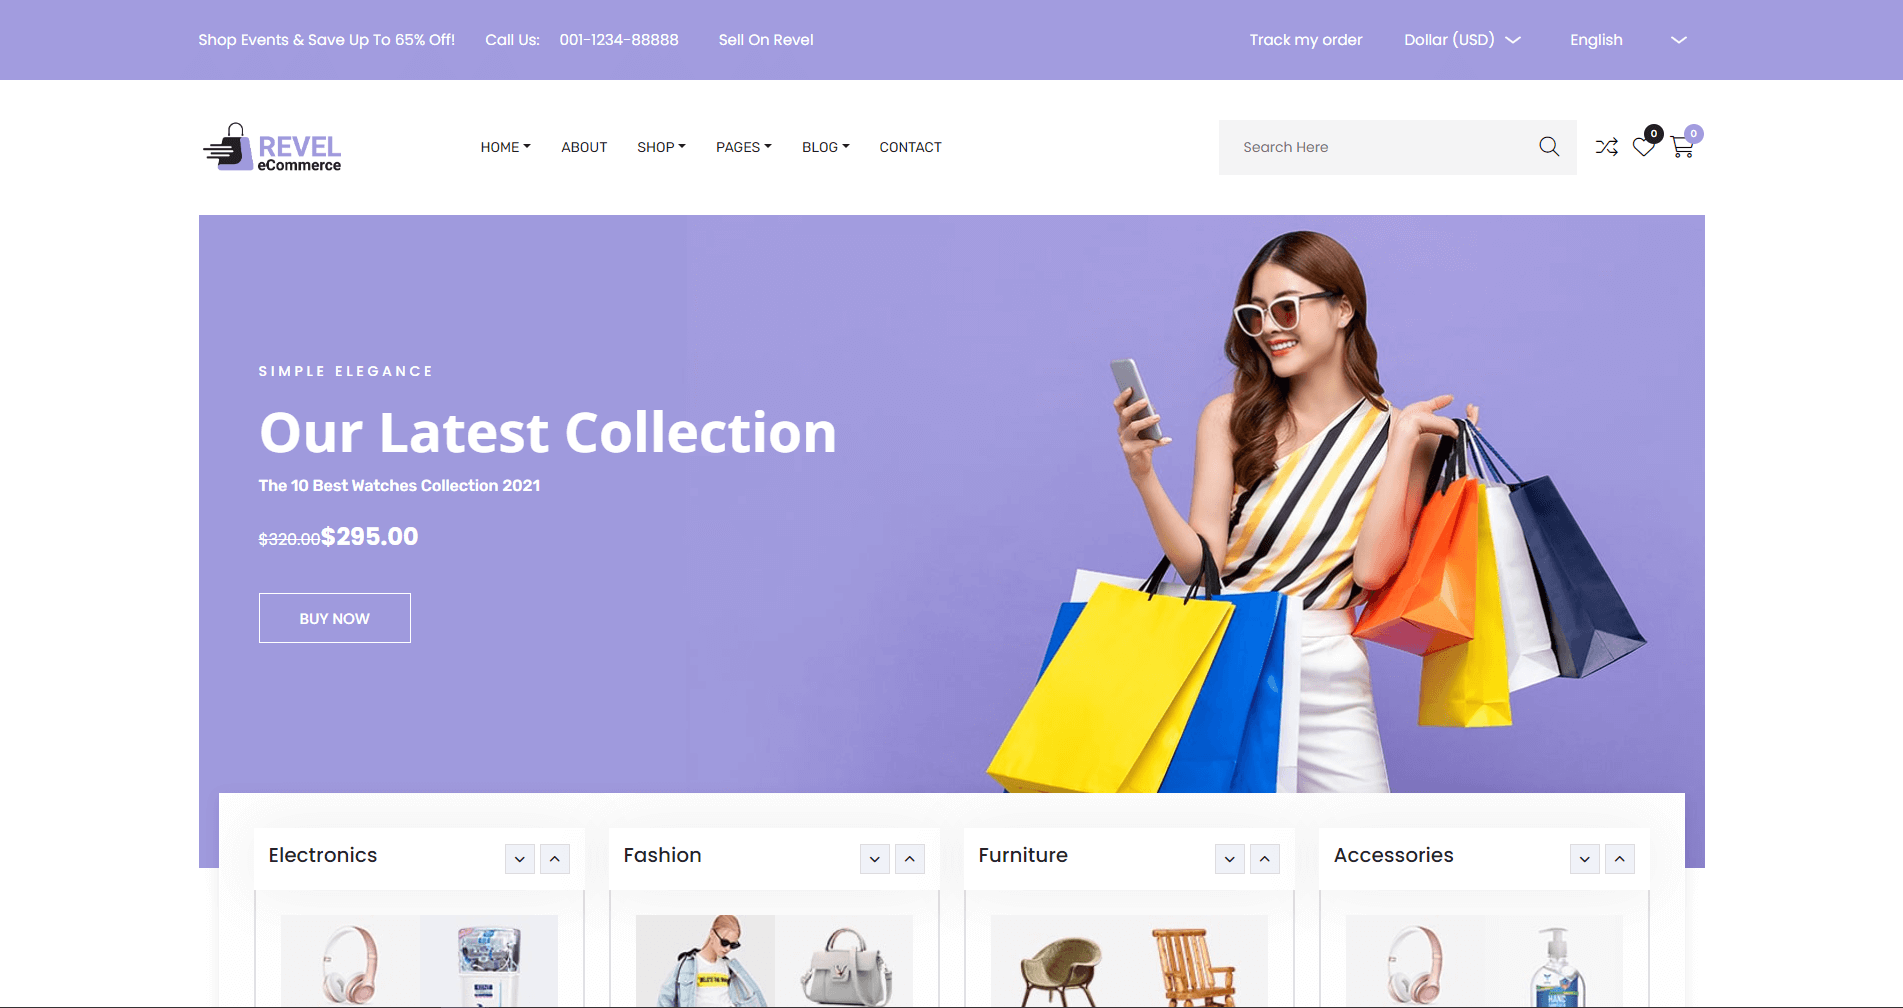 Shop Events & Save Up To 65% Off! Call Us: 001-1234-88888 Sell On Revel Track my order Dollar (USD) English
REVEL
eCommerce
HOME ABOUT SHOP PAGES BLOG CONTACT Search Here 0 0
SIMPLE ELEGANCE
Our Latest Collection
The 10 Best Watches Collection 2021
$320.00$295.00
BUY NOW
Electronics Fashion Furniture Accessories
HAND